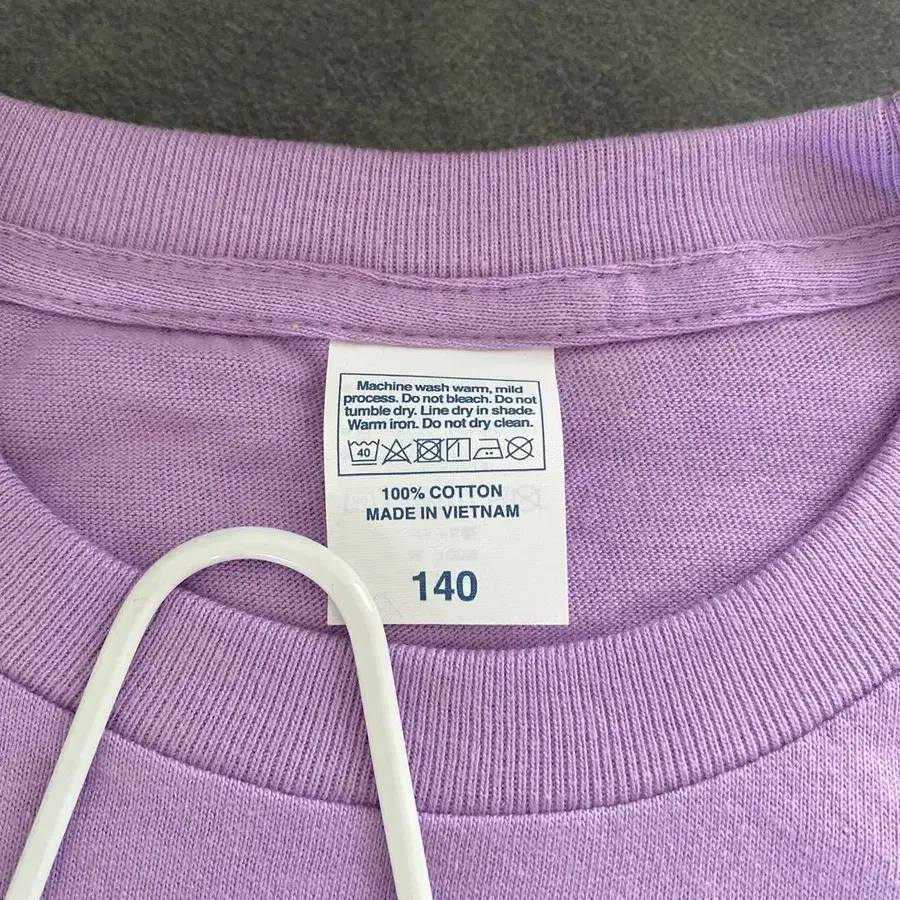 Machine wash warm, mild
process. Do not bleach. Do not
tumble dry. Line dry in shade.
Warm iron. Do not dry clean.
40
100% COTTON
MADE IN VIETNAM
140